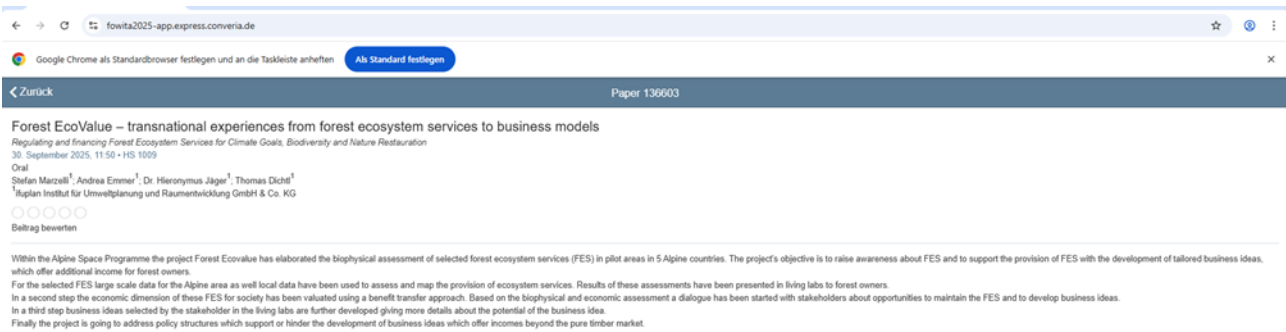 fowita2025-app.express.converia.de
Google Chrome als Standardbrowser festlegen und an die Taskleiste anheften Als Standard festlegen
Zurück Paper 136603
Forest EcoValue – transnational experiences from forest ecosystem services to business models
Regulating and financing Forest Ecosystem Services for Climate Goals, Biodiversity and Nature Restauration
30. September 2025, 11:50 • HS 1009
Oral
Stefan Marzelli1; Andrea Emmer1; Dr. Hieronymus Jäger1; Thomas Dichtl1
1ifuplan Institut für Umweltplanung und Raumentwicklung GmbH & Co. KG
Beitrag bewerten
Within the Alpine Space Programme the project Forest Ecovalue has elaborated the biophysical assessment of selected forest ecosystem services (FES) in pilot areas in 5 Alpine countries. The project's objective is to raise awareness about FES and to support the provision of FES with the development of tailored business ideas,
which offer additional income for forest owners.
For the selected FES large scale data for the Alpine area as well local data have been used to assess and map the provision of ecosystem services. Results of these assessments have been presented in living labs to forest owners.
In a second step the economic dimension of these FES for society has been valuated using a benefit transfer approach. Based on the biophysical and economic assessment a dialogue has been started with stakeholders about opportunities to maintain the FES and to develop business ideas.
In a third step business ideas selected by the stakeholder in the living labs are further developed giving more details about the potential of the business idea.
Finally the project is going to address policy structures which support or hinder the development of business ideas which offer incomes beyond the pure timber market.